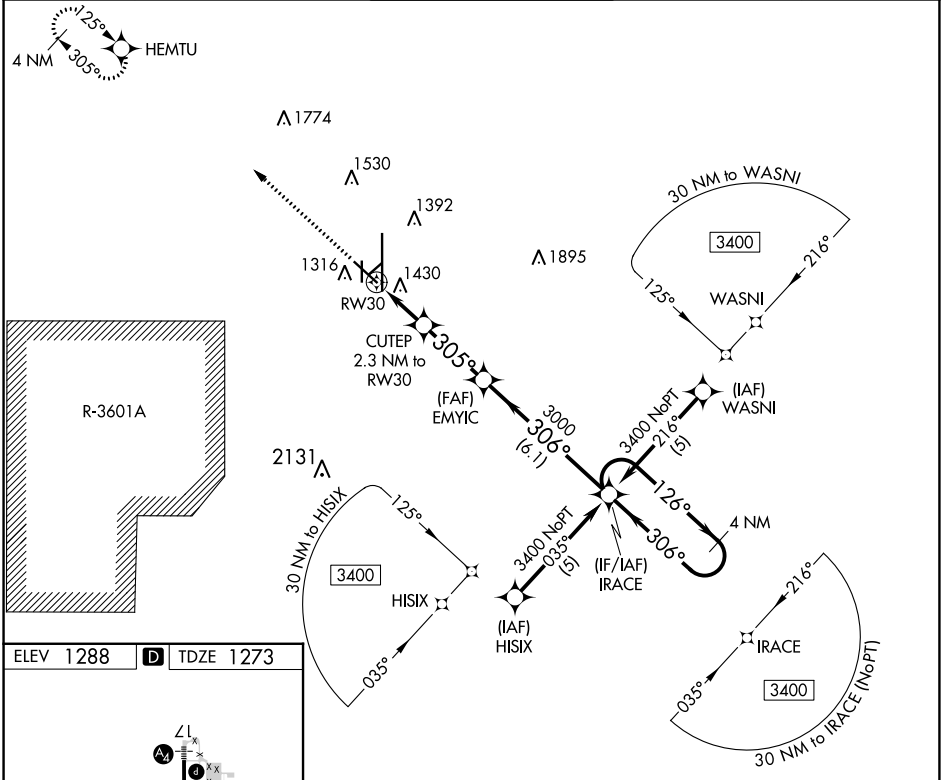 125°
HEMTU
4 NM
305°
1774
1530
1392
1316
1430
1895
RW30
CUTEP
2.3 NM to
RW30
305°
(FAF)
EMYIC
3000
306°
(6.1)
30 NM to WASNI
3400
216°
125°
WASNI
(IAF)
WASNI
3400 NoPT
216°
(5)
R-3601A
2131
30 NM to HISIX
125°
3400
HISIX
035°
3400 NoPT
035°
(5)
(IAF)
HISIX
126°
306°
4 NM
(IF/IAF)
IRACE
216°
IRACE
035°
3400
30 NM to IRACE (NoPT)
ELEV 1288 D TDZE 1273
17
A4
P
X X
X
X X
X